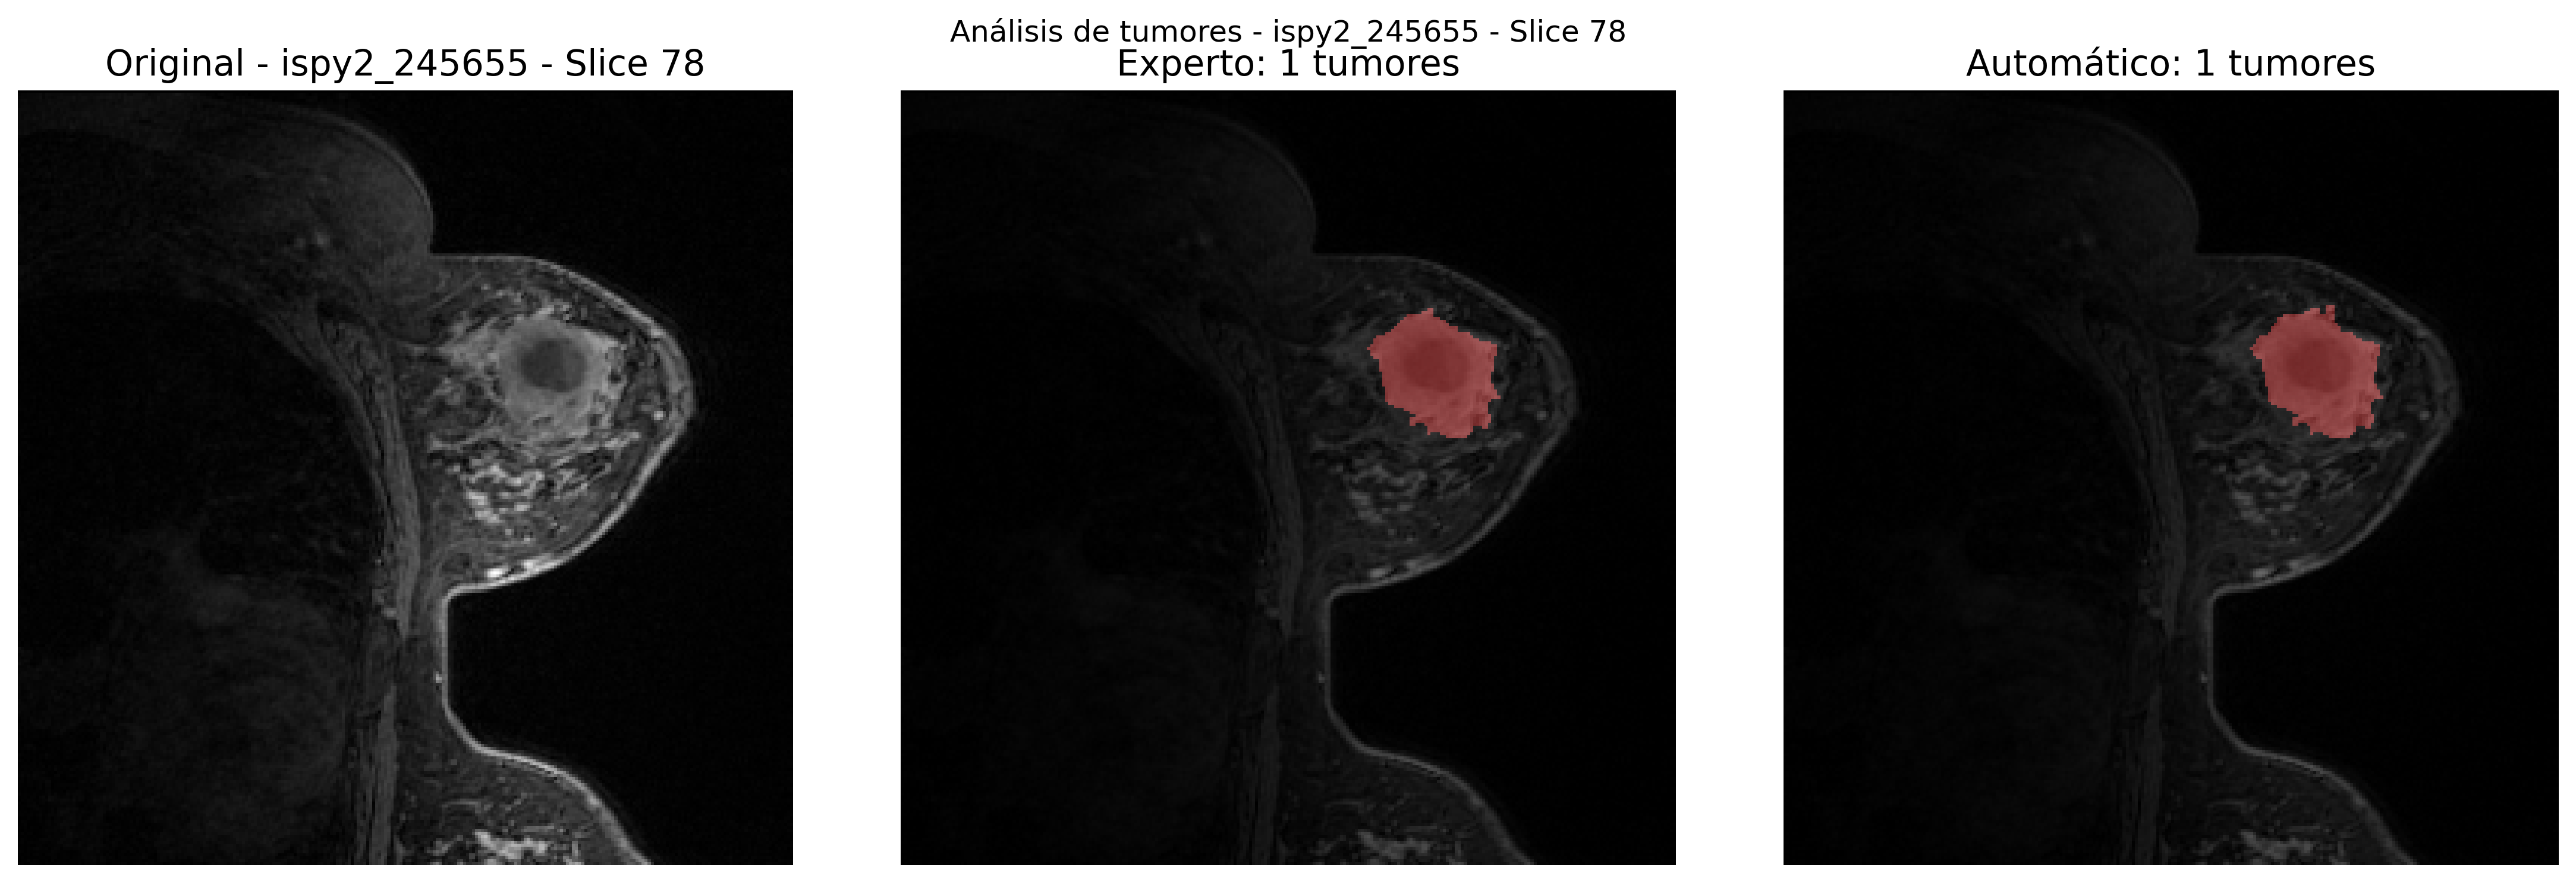 Análisis de tumores - ispy2_245655 - Slice 78
Original - ispy2_245655 - Slice 78
Experto: 1 tumores
Automático: 1 tumores